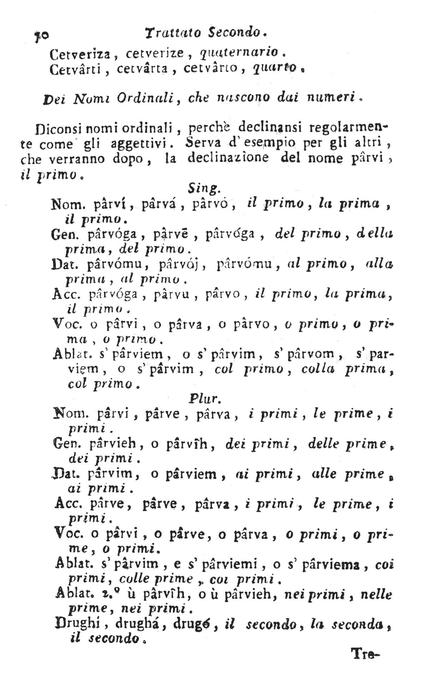 70 Trattato Secondo.
Cetveriza, cetverize, quaternario.
Cetvârti, cetvârta, cetvârto, quarto.
Dei Nomi Ordinali, che nascono dai numeri.
Diconsi nomi ordinali, perchè declinansi regolarmen-
te come gli aggettivi. Serva d'esempio per gli altri,
che verranno dopo, la declinazione del nome pârvi,
il primo.
Sing.
Nom. pârví, pârvá, pârvó, il primo, la prima,
il primo.
Gen. pârvóga, pârvē, pârvóga, del primo, della
prima, del primo.
Dat. pârvómu, pârvój, pârvómu, al primo, alla
prima, al primo.
Acc. pârvóga, pârvu, pârvo, il primo, la prima,
il primo.
Voc. o pârvi, o pârva, o pârvo, o primo, o pri-
ma, o primo.
Ablat. s'pârviem, o s'pârvim, s'pârvom, s'par-
viem, o s'pârvim, col primo, colla prima,
col primo.
Plur.
Nom. pârvi, pârve, pârva, i primi, le prime, i
primi.
Gen. pârvieh, o pârvîh, dei primi, delle prime,
dei primi.
Dat. pârvim, o pârviem, ai primi, alle prime,
ai primi.
Acc. pârve, pârve, pârva, i primi, le prime, i
primi.
Voc. o pârvi, o pârve, o pârva, o primi, o pri-
me, o primi.
Ablat. s'pârvim, e s'pârviemi, o s'pârviema, coi
primi, colle prime, coi primi.
Ablat. 2.º ù pârvîh, o ù pârvieh, nei primi, nelle
prime, nei primi.
Drughi, drughá, drugó, il secondo, la seconda,
il secondo.
Tre-